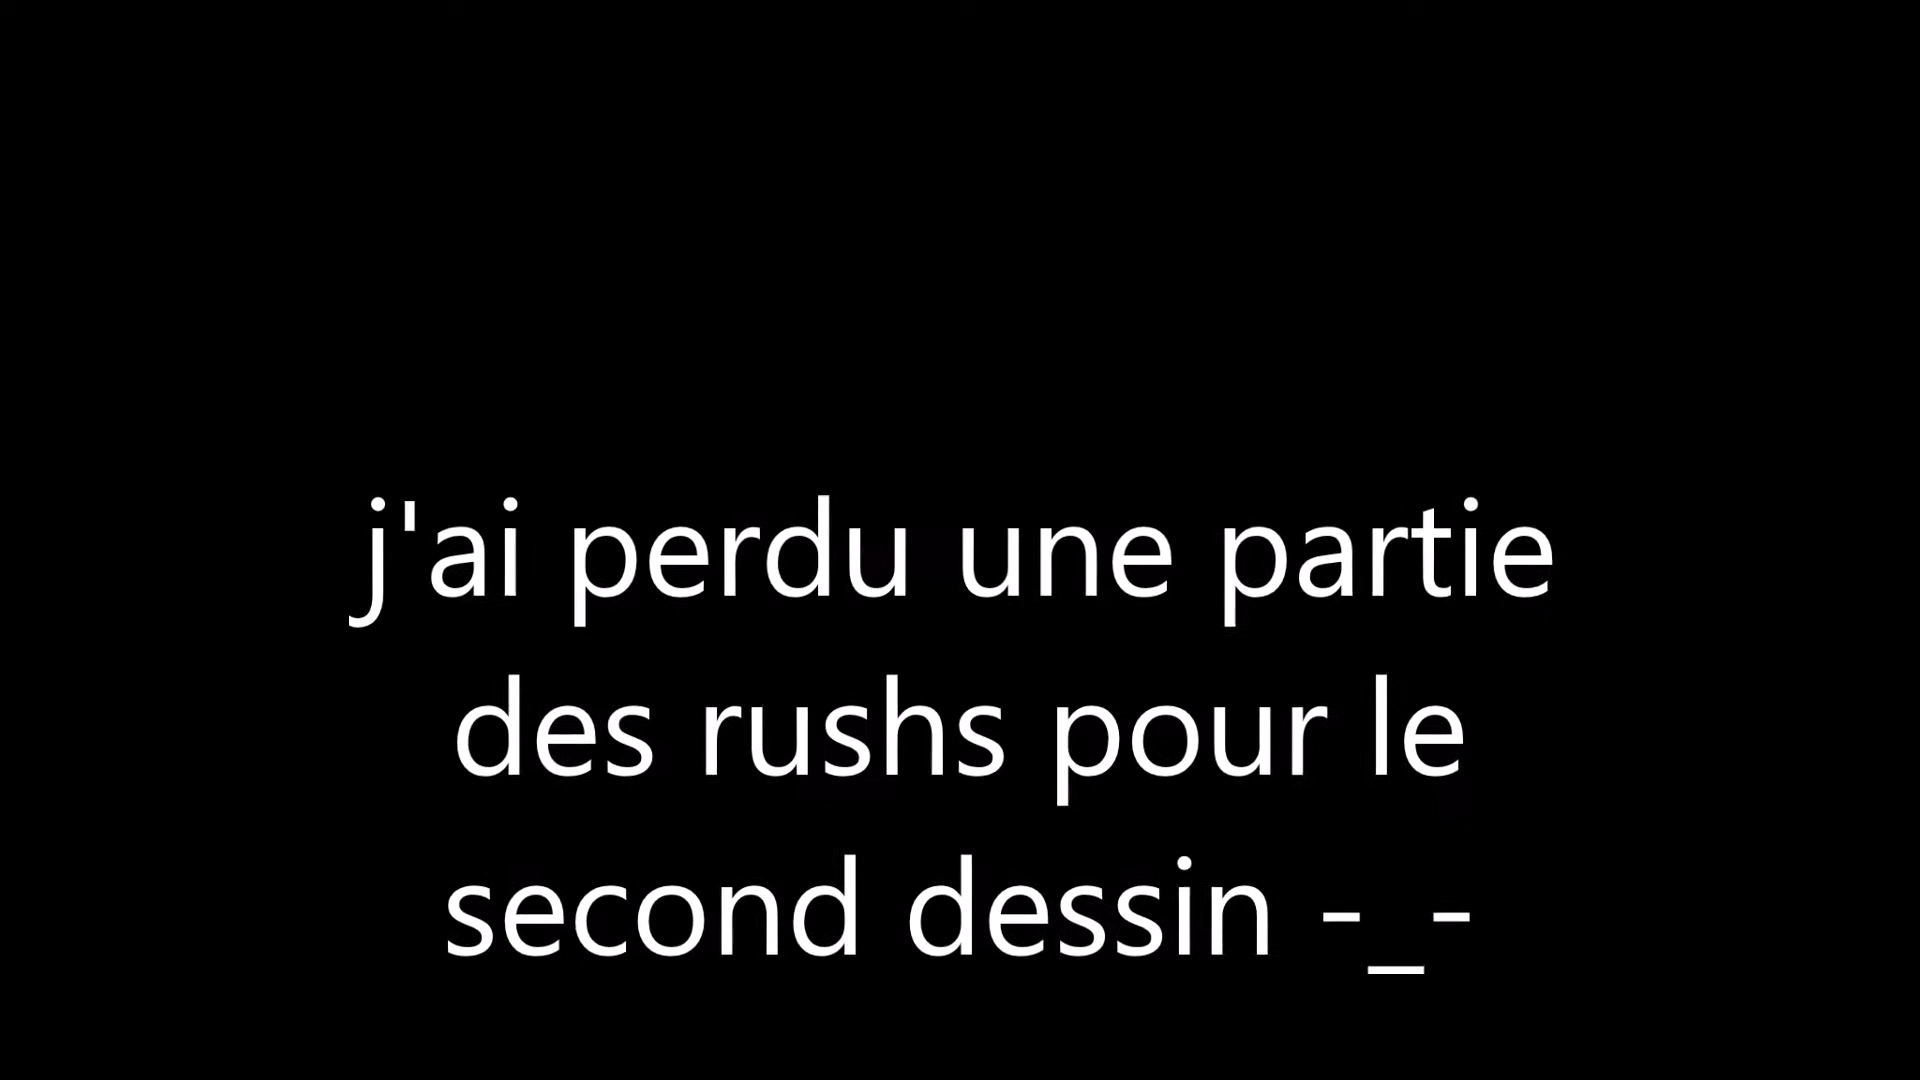 j'ai perdu une partie
des rushs pour le
second dessin -_-